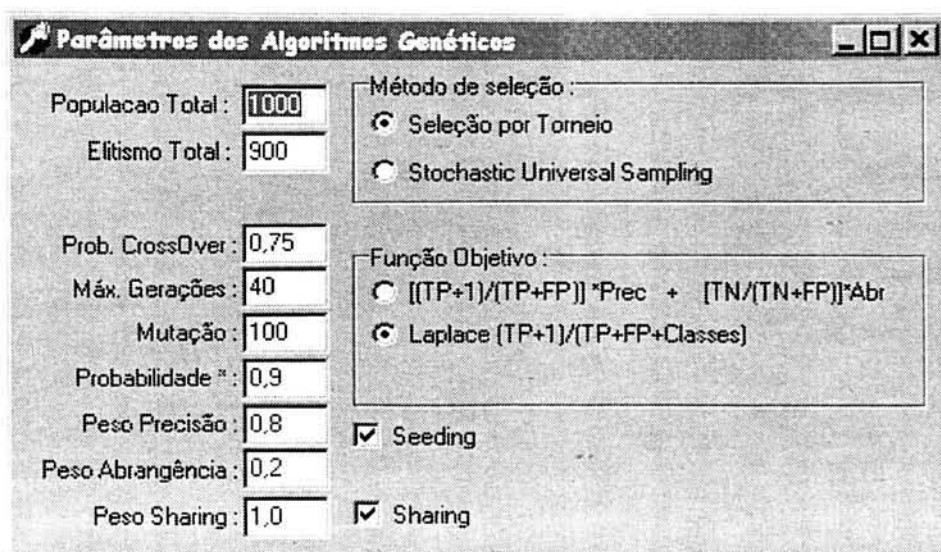 Parâmetros dos Algoritmos Genéticos
Populacao Total : 1000
Elitismo Total : 900
Prob. CrossOver : 0,75
Máx. Gerações : 40
Mutação : 100
Probabilidade * : 0,9
Peso Precisão : 0,8
Peso Abrangência : 0,2
Peso Sharing : 1,0
Método de seleção :
Seleção por Torneio
Stochastic Universal Sampling
Função Objetivo :
[(TP+1)/(TP+FP)] *Prec + [TN/(TN+FP)]*Abr
Laplace (TP+1)/(TP+FP+Classes)
Seeding
Sharing